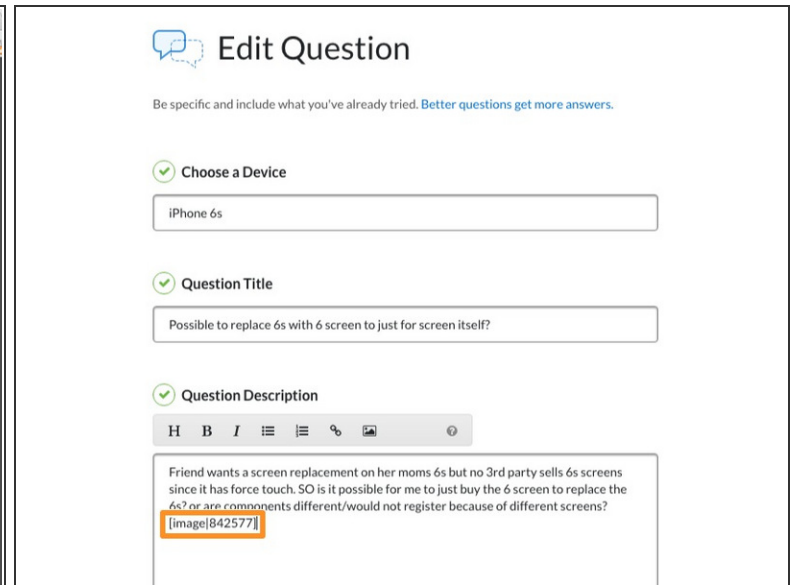 Edit Question
Be specific and include what you've already tried. Better questions get more answers.
Choose a Device
iPhone 6s
Question Title
Possible to replace 6s with 6 screen to just for screen itself?
Question Description
H B I
Friend wants a screen replacement on her moms 6s but no 3rd party sells 6s screens
since it has force touch. SO is it possible for me to just buy the 6 screen to replace the
6s? or are components different/would not register because of different screens?
[image|842577]